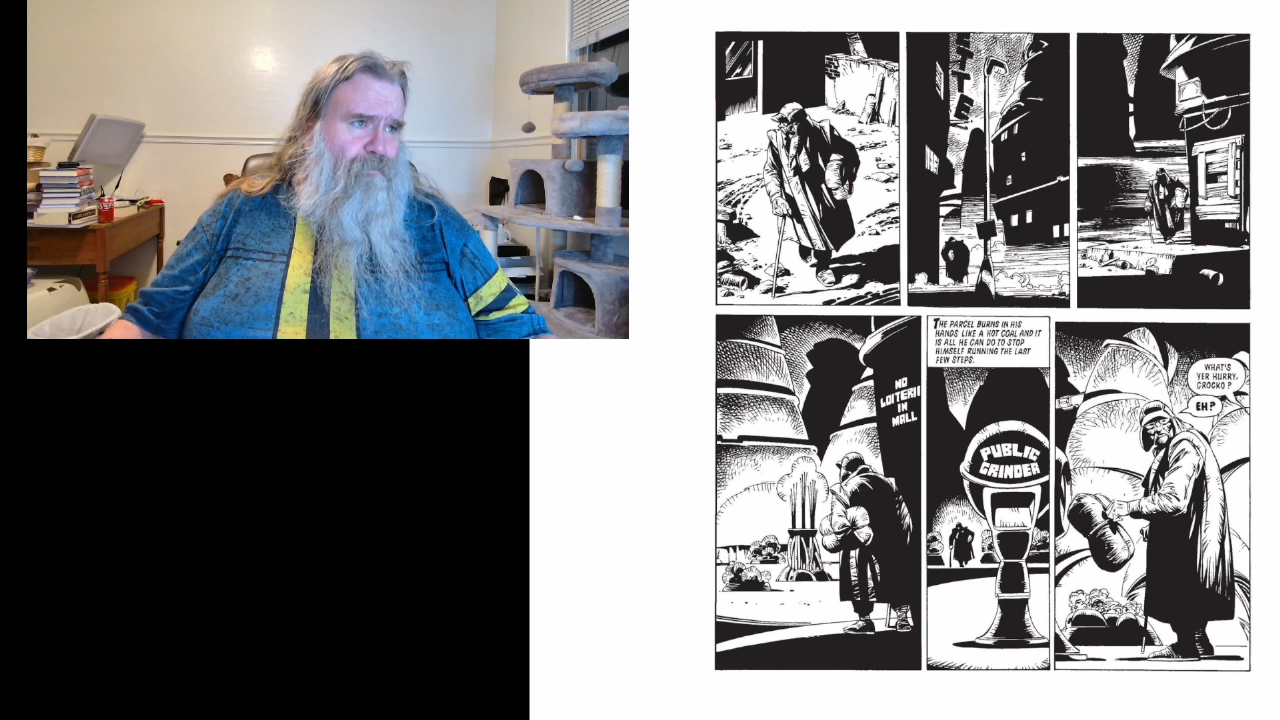 THE PARCEL BURNS IN HIS
HANDS LIKE A HOT COAL AND IT
IS ALL HE CAN DO TO STOP
HIMSELF RUNNING THE LAST
FEW STEPS.
WHAT'S
YER HURRY,
CROCKO?
EH?
NO
LOITERI
IN
MALL
PUBLIC
GRINDER